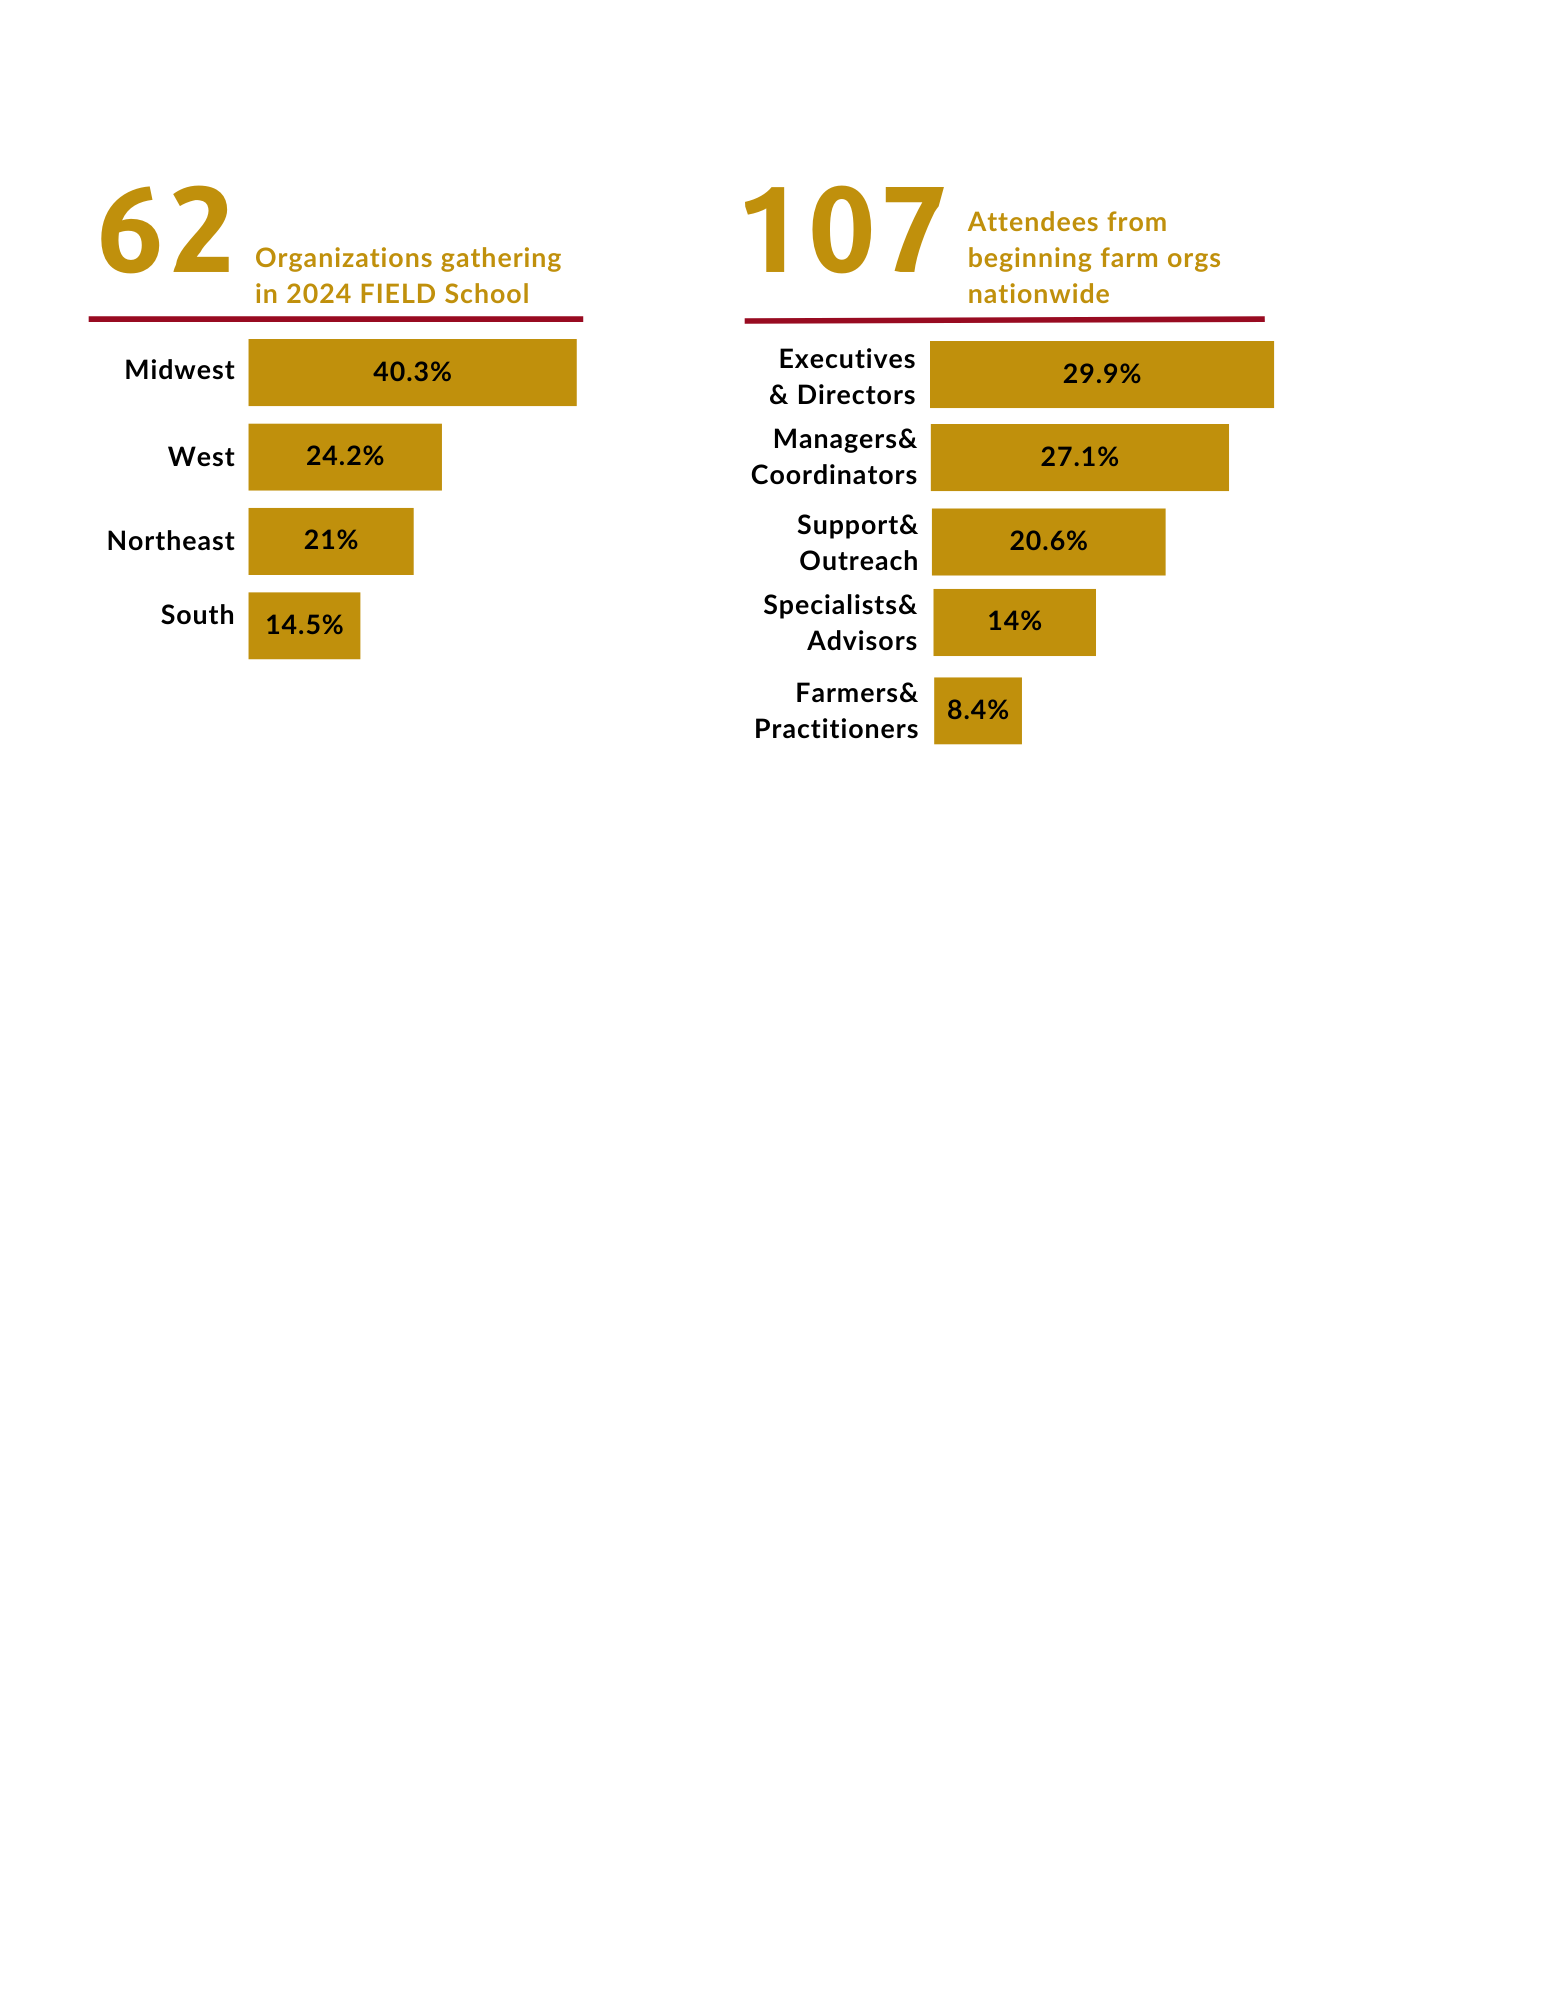 62
Organizations gathering
in 2024 FIELD School
Midwest
40.3%
West
24.2%
Northeast
21%
South
14.5%
107
Attendees from
beginning farm orgs
nationwide
Executives
& Directors
29.9%
Managers&
Coordinators
27.1%
Support&
Outreach
20.6%
Specialists&
Advisors
14%
Farmers&
Practitioners
8.4%